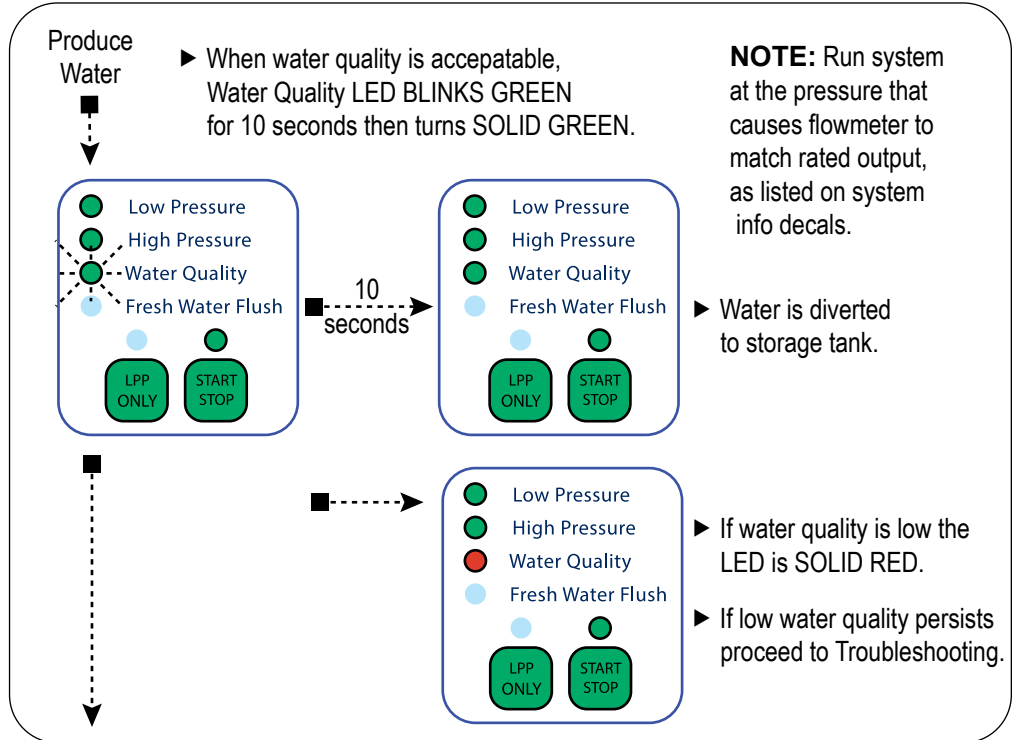 Produce
Water
► When water quality is accepatable,
Water Quality LED BLINKS GREEN
for 10 seconds then turns SOLID GREEN.
NOTE: Run system
at the pressure that
causes flowmeter to
match rated output,
as listed on system
info decals.
Low Pressure
High Pressure
Water Quality
Fresh Water Flush
LPP
ONLY
START
STOP
10
seconds
Low Pressure
High Pressure
Water Quality
Fresh Water Flush
LPP
ONLY
START
STOP
► Water is diverted
to storage tank.
Low Pressure
High Pressure
Water Quality
Fresh Water Flush
LPP
ONLY
START
STOP
► If water quality is low the
LED is SOLID RED.
► If low water quality persists
proceed to Troubleshooting.